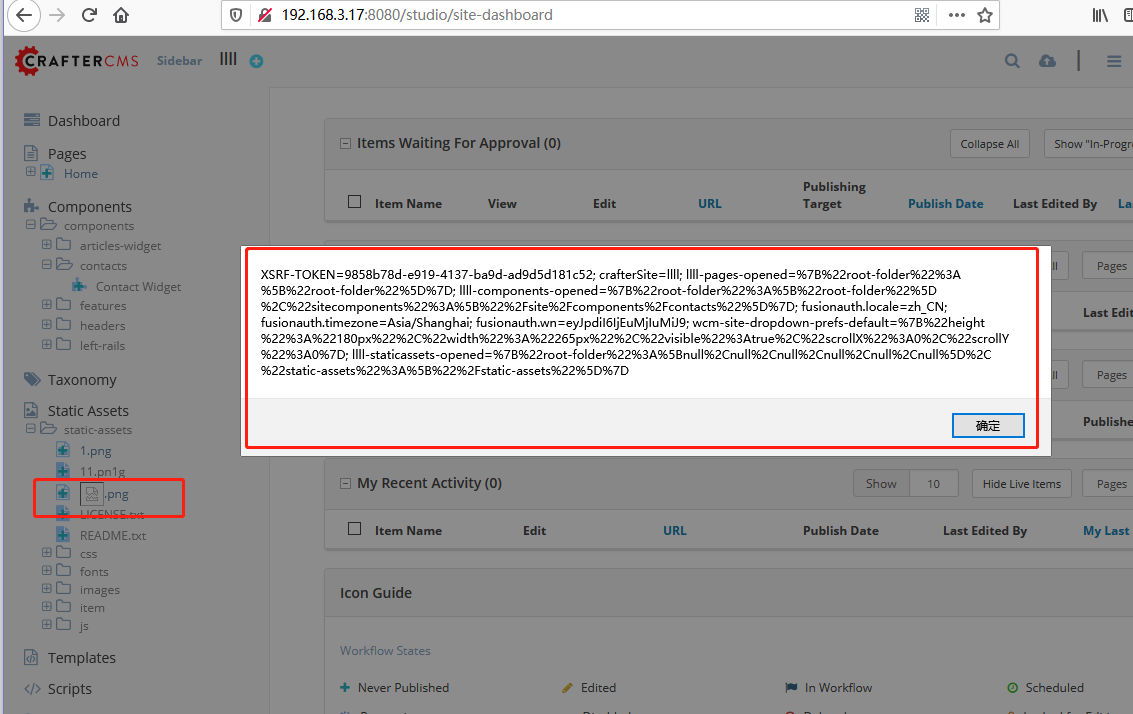 192.168.3.17:8080/studio/site-dashboard
CRAFTERCMS
Sidebar
llll
Dashboard
Pages
Home
Components
components
articles-widget
contacts
Contact Widget
features
headers
left-rails
Taxonomy
Static Assets
static-assets
1.png
11.pn1g
.png
LICENSE.txt
README.txt
css
fonts
images
item
js
Templates
Scripts
Items Waiting For Approval (0)
Collapse All
Show "In-Progr
Item Name View Edit URL Publishing Target Publish Date Last Edited By La
ll Pages
Last Edit
XSRF-TOKEN=9858b78d-e919-4137-ba9d-ad9d5d181c52; crafterSite=llll; llll-pages-opened=%7B%22root-folder%22%3A
%5B%22root-folder%22%5D%7D; llll-components-opened=%7B%22root-folder%22%3A%5B%22root-folder%22%5D
%2C%22sitecomponents%22%3A%5B%22%2Fsite%2Fcomponents%2Fcontacts%22%5D%7D; fusionauth.locale=zh_CN;
fusionauth.timezone=Asia/Shanghai; fusionauth.wn=eyJpdiI6IjEuMjIuMiJ9; wcm-site-dropdown-prefs-default=%7B%22height
%22%3A%22180px%22%2C%22width%22%3A%22265px%22%2C%22visible%22%3Atrue%2C%22scrollX%22%3A0%2C%22scrollY
%22%3A0%7D; llll-staticassets-opened=%7B%22root-folder%22%3A%5Bnull%2Cnull%2Cnull%2Cnull%2Cnull%2Cnull%5D%2C
%22static-assets%22%3A%5B%22%2Fstatic-assets%22%5D%7D
确定
ll Pages
Publishe
My Recent Activity (0)
Show 10 Hide Live Items Pages
Item Name Edit URL Publish Date Last Edited By My Last
Icon Guide
Workflow States
Never Published
Edited
In Workflow
Scheduled